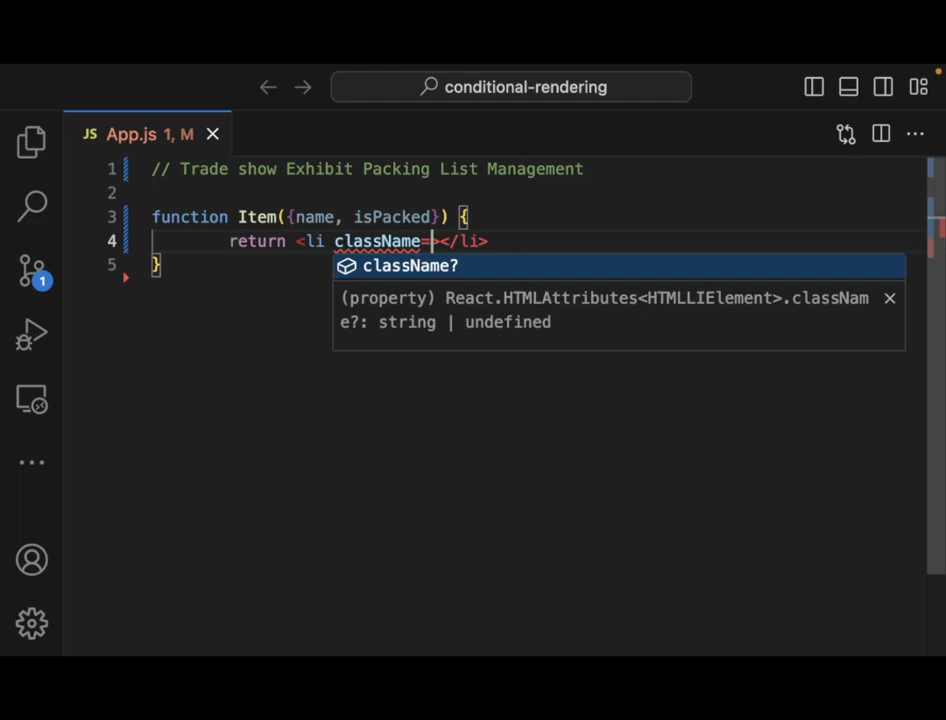 conditional-rendering
JS App.js 1, M
1 // Trade show Exhibit Packing List Management
2
3 function Item({name, isPacked}) {
4 return <li className=></li>
5 }
className?
(property) React.HTMLAttributes<HTMLLIElement>.classNam
e?: string | undefined
1